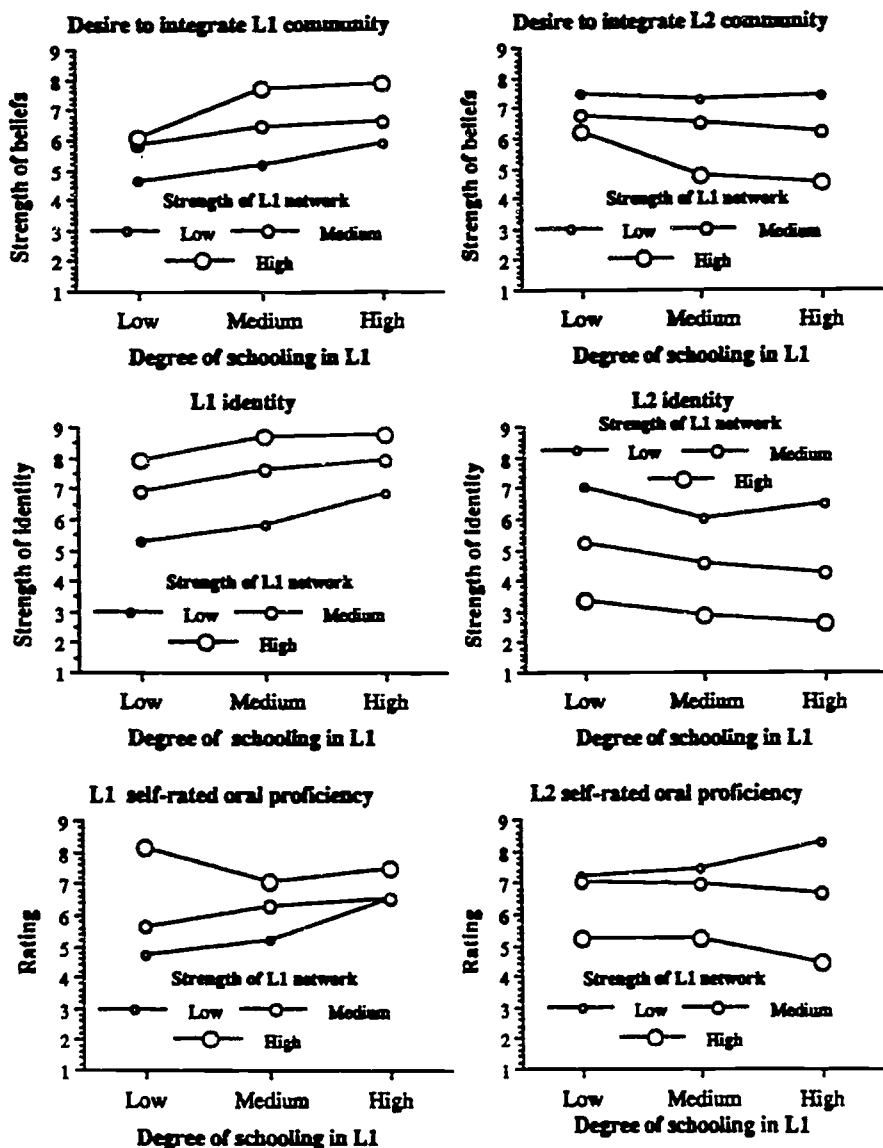 Desire to integrate L1 community
9
8
7
6
5
4
3
2
1
Strength of beliefs
Strength of L1 network
Low Medium
High
Low Medium High
Degree of schooling in L1
Desire to integrate L2 community
9
8
7
6
5
4
3
2
1
Strength of beliefs
Strength of L1 network
Low Medium
High
Low Medium High
Degree of schooling in L1
L1 identity
9
8
7
6
5
4
3
2
1
Strength of identity
Strength of L1 network
Low Medium
High
Low Medium High
Degree of schooling in L1
L2 identity
Strength of L1 network
Low Medium
High
9
8
7
6
5
4
3
2
1
Strength of identity
Low Medium High
Degree of schooling in L1
L1 self-rated oral proficiency
9
8
7
6
5
4
3
2
1
Rating
Strength of L1 network
Low Medium
High
Low Medium High
Degree of schooling in L1
L2 self-rated oral proficiency
9
8
7
6
5
4
3
2
1
Rating
Strength of L1 network
Low Medium
High
Low Medium High
Degree of schooling in L1